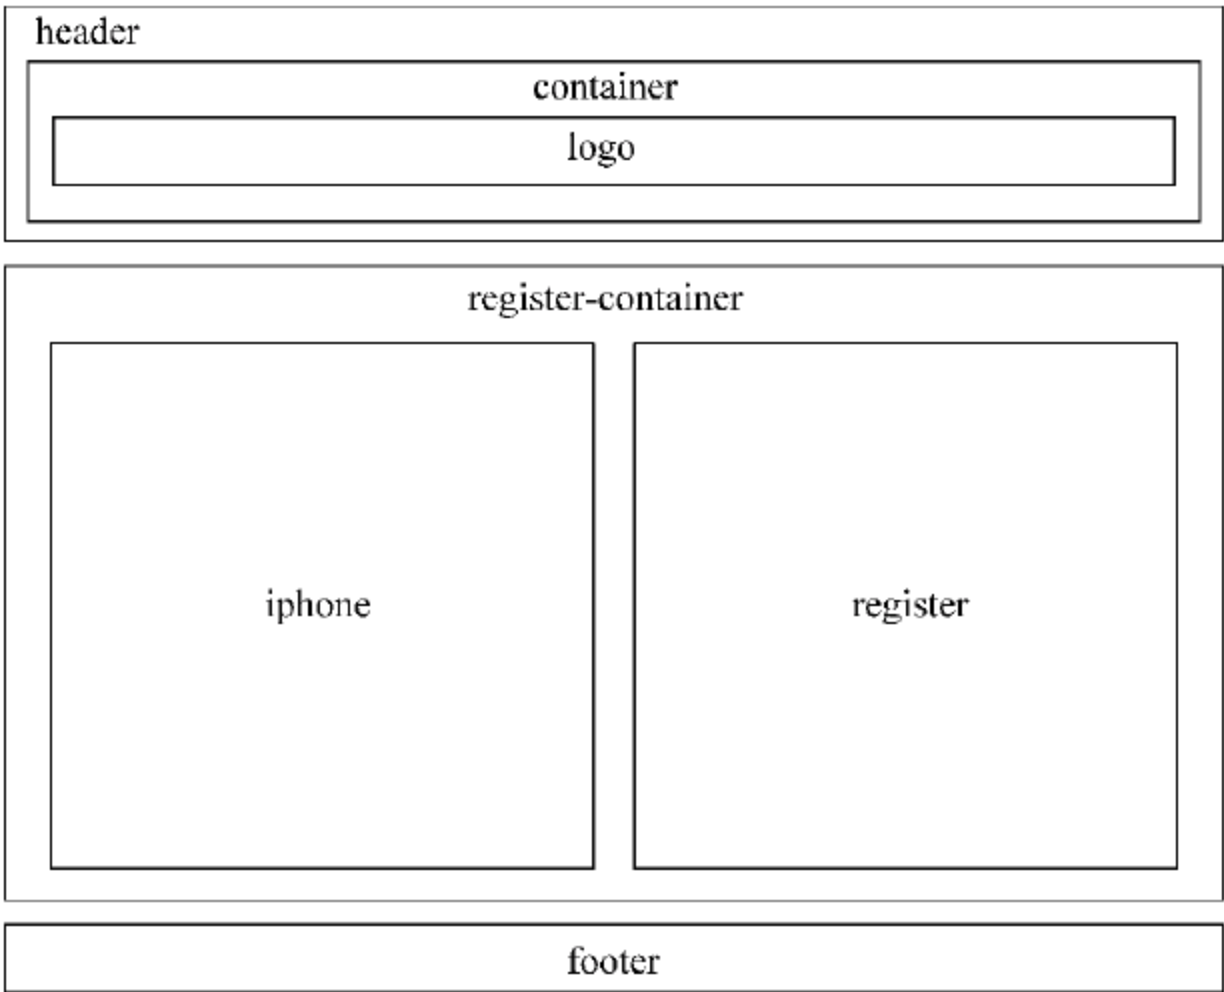 header
container
logo
register-container
iphone
register
footer